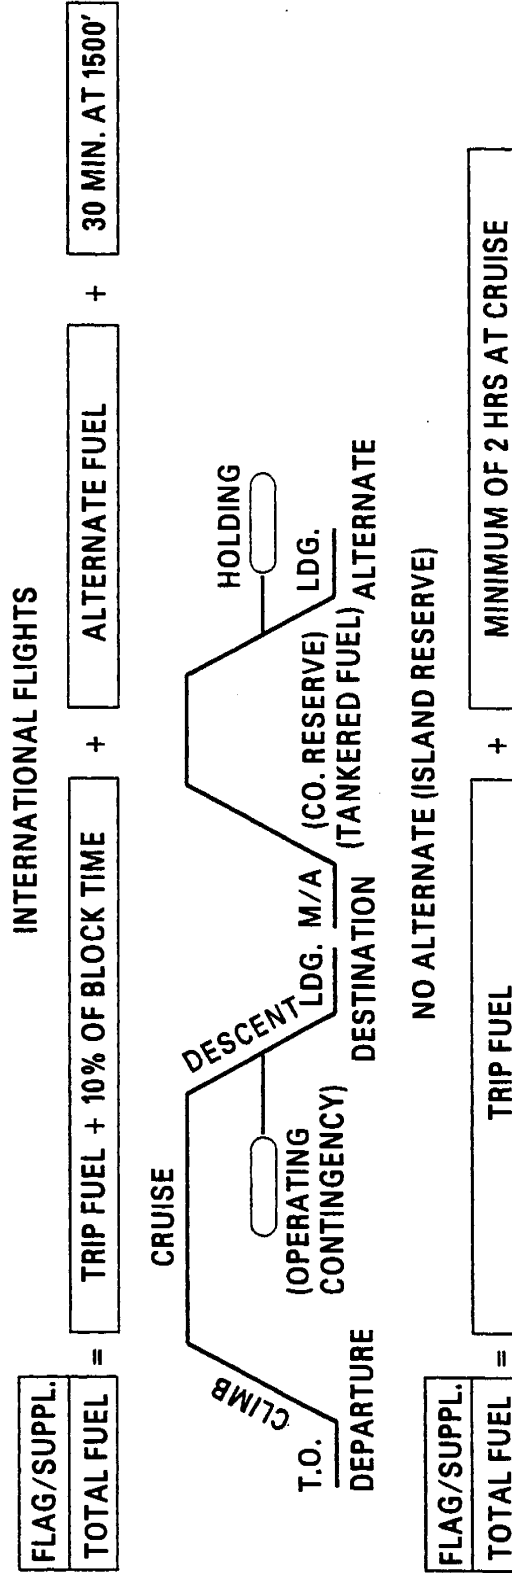 INTERNATIONAL FLIGHTS
FLAG/SUPPL.
TOTAL FUEL = TRIP FUEL + 10% OF BLOCK TIME + ALTERNATE FUEL + 30 MIN. AT 1500'
CRUISE
HOLDING
CLIMB
DESCENT
(OPERATING
CONTINGENCY)
T.O.
LDG. M/A
(CO. RESERVE)
(TANKERED FUEL)
LDG.
DEPARTURE
DESTINATION
ALTERNATE
NO ALTERNATE (ISLAND RESERVE)
FLAG/SUPPL.
TOTAL FUEL = TRIP FUEL + MINIMUM OF 2 HRS AT CRUISE